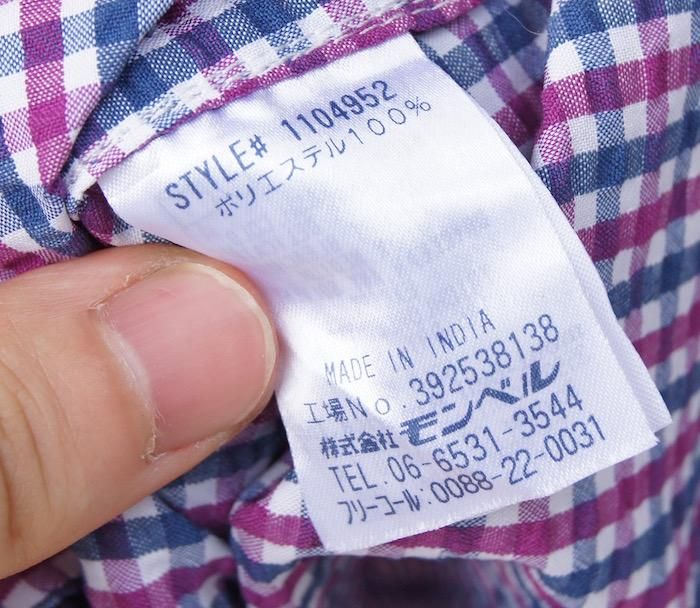 STYLE# 1104952
ポリエステル100%
MADE IN INDIA
工場No.392538138
株式会社モンベル
TEL.06-6531-3544
フリーコール:0088-22-0031